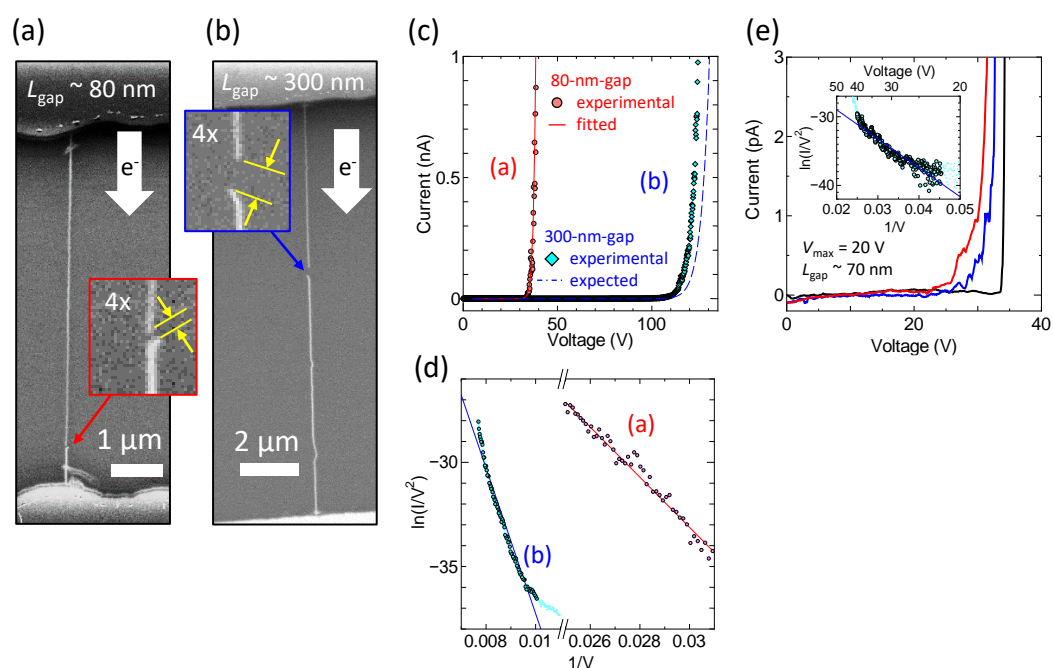 (a)
L_gap ~ 80 nm
e⁻
4x
1 µm
(b)
L_gap ~ 300 nm
4x
e⁻
2 µm
(c)
1
0.5
0
Current (nA)
80-nm-gap
experimental
fitted
(a)
(b)
300-nm-gap
experimental
expected
0 50 100
Voltage (V)
(d)
−30
−35
ln(I/V²)
(a)
(b)
0.008 0.01 0.026 0.028 0.03
1/V
(e)
3
2
1
0
Current (pA)
Voltage (V)
50 40 30 20
−30
−40
ln(I/V²)
0.02 0.03 0.04 0.05
1/V
V_max = 20 V
L_gap ~ 70 nm
0 20 40
Voltage (V)